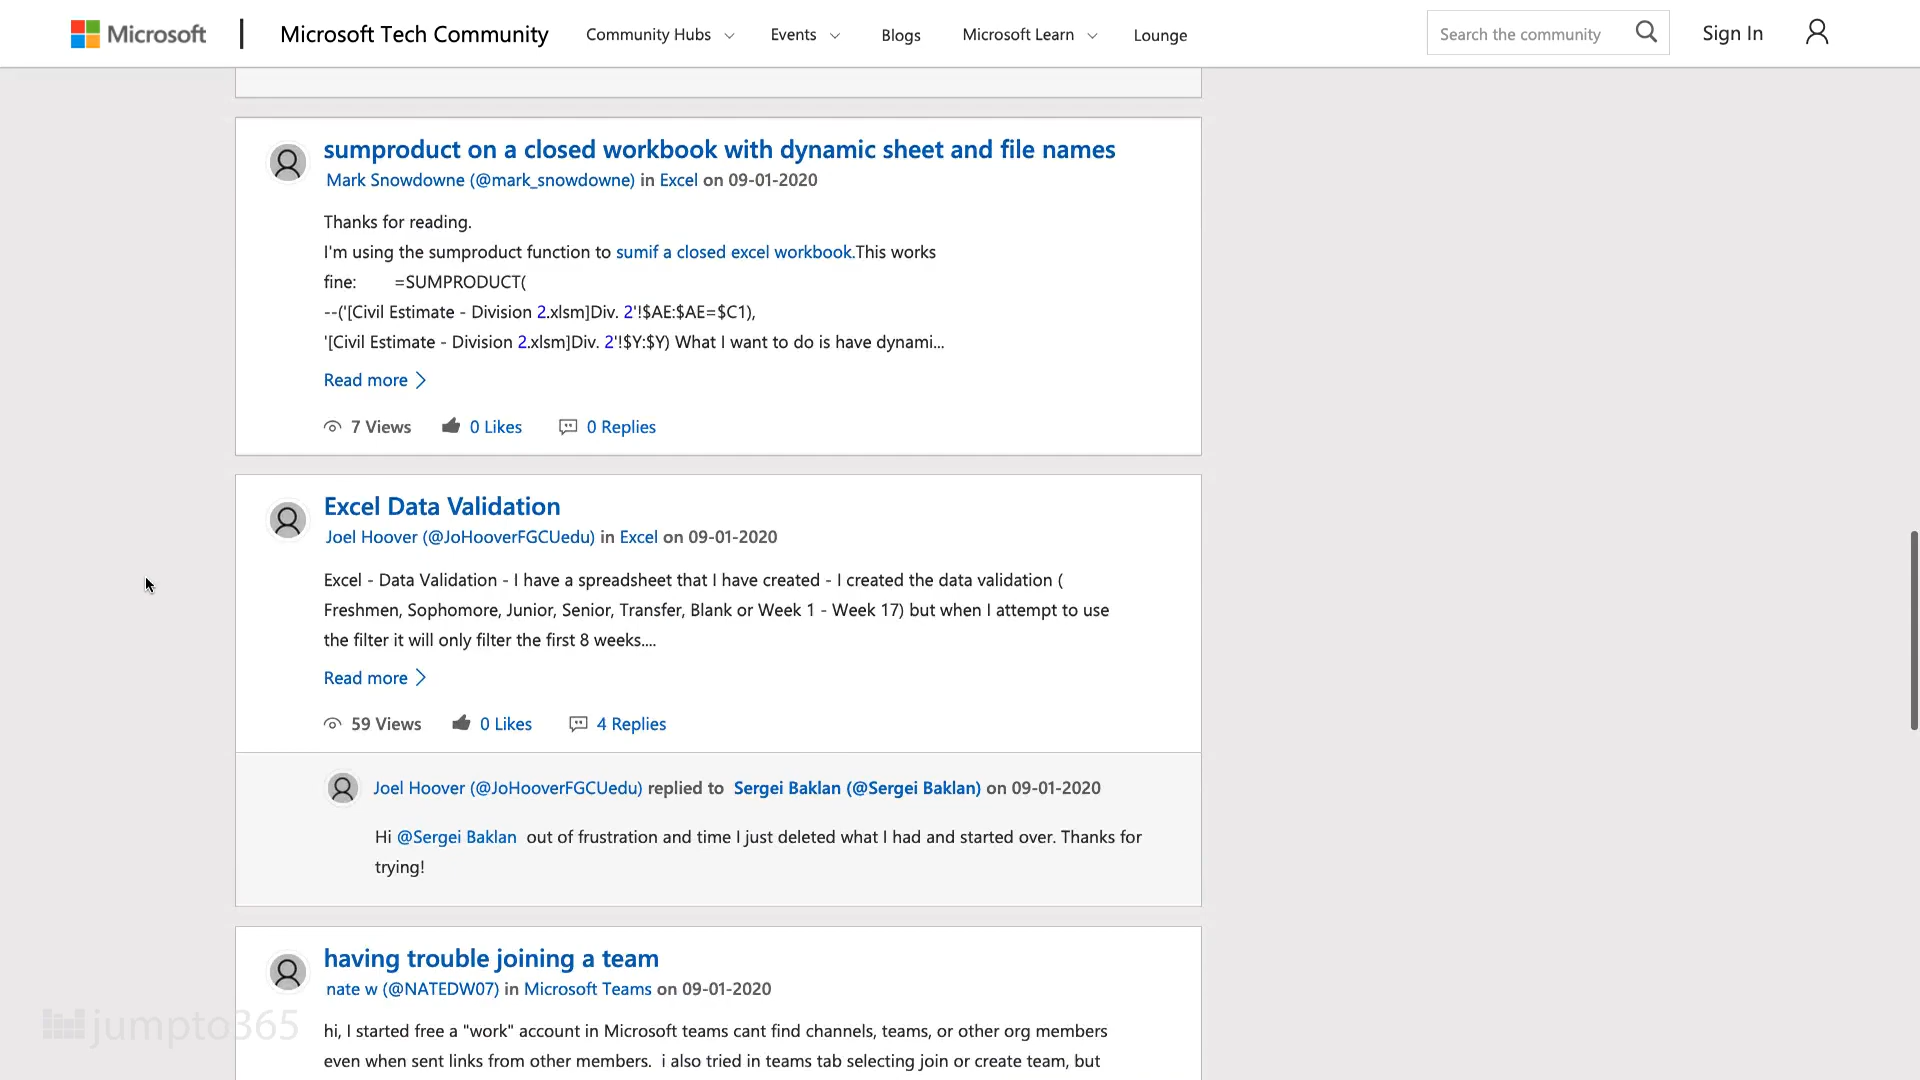 Microsoft
Microsoft Tech Community
Community Hubs
Events
Blogs
Microsoft Learn
Lounge
Search the community
Sign In
sumproduct on a closed workbook with dynamic sheet and file names
Mark Snowdowne (@mark_snowdowne) in Excel on 09-01-2020
Thanks for reading.
I'm using the sumproduct function to sumif a closed excel workbook.This works
fine: =SUMPRODUCT(
--('[Civil Estimate - Division 2.xlsm]Div. 2'!$AE:$AE=$C1),
'[Civil Estimate - Division 2.xlsm]Div. 2'!$Y:$Y) What I want to do is have dynami...
Read more
7 Views 0 Likes 0 Replies
Excel Data Validation
Joel Hoover (@JoHooverFGCUedu) in Excel on 09-01-2020
Excel - Data Validation - I have a spreadsheet that I have created - I created the data validation (
Freshmen, Sophomore, Junior, Senior, Transfer, Blank or Week 1 - Week 17) but when I attempt to use
the filter it will only filter the first 8 weeks....
Read more
59 Views 0 Likes 4 Replies
Joel Hoover (@JoHooverFGCUedu) replied to Sergei Baklan (@Sergei Baklan) on 09-01-2020
Hi @Sergei Baklan out of frustration and time I just deleted what I had and started over. Thanks for
trying!
having trouble joining a team
nate w (@NATEDW07) in Microsoft Teams on 09-01-2020
hi, I started free a "work" account in Microsoft teams cant find channels, teams, or other org members
even when sent links from other members. i also tried in teams tab selecting join or create team, but
jumpto365